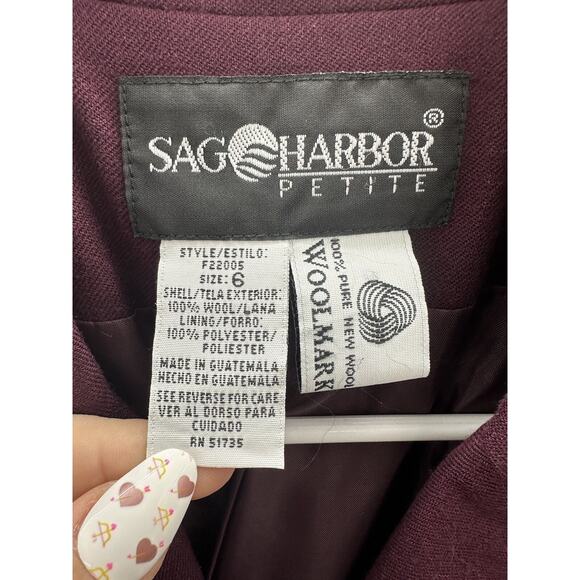 SAG HARBOR®
PETITE
STYLE/ESTILO:
F22005
SIZE: 6
SHELL/TELA EXTERIOR:
100% WOOL/LANA
LINING/FORRO:
100% POLYESTER/
POLIESTER
MADE IN GUATEMALA
HECHO EN GUATEMALA
SEE REVERSE FOR CARE
VER AL DORSO PARA
CUIDADO
RN 51735
100% PURE NEW WOOL
WOOLMARK